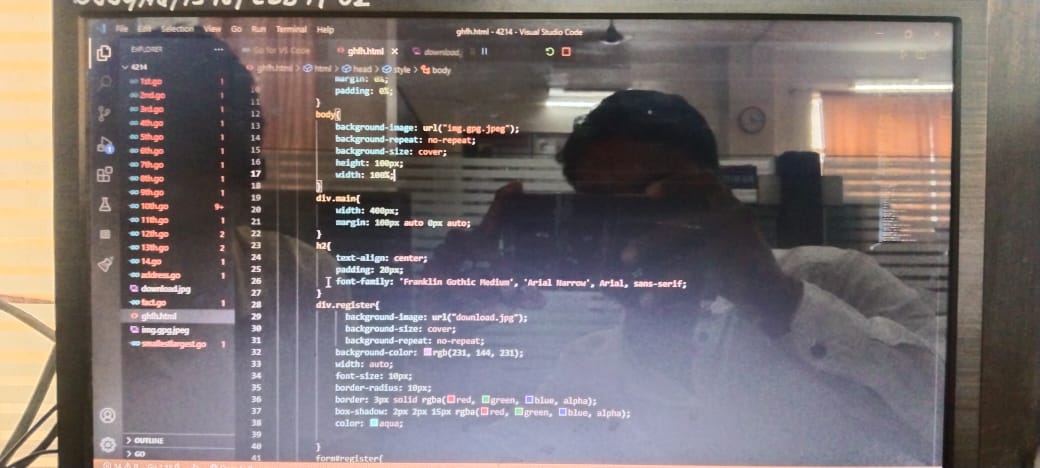 File Edit Selection View Go Run Terminal Help
ghfh.html - 4214 - Visual Studio Code
EXPLORER
Go for VS Code
ghfh.html
download.
4214
ghfh.html > html > head > style > body
1st.go 1
2nd.go 1
3rd.go 1
4th.go 1
5th.go 1
6th.go 1
7th.go 1
8th.go 1
9th.go 1
10th.go 9+
11th.go 1
12th.go 2
13th.go 2
14.go 1
address.go 1
download.jpg
fact.go 1
ghfh.html
img.gpg.jpeg
smallestlargest.go 1
OUTLINE
GO
margin: 0%;
10 padding: 0%;
11 }
12 body{
13 background-image: url("img.gpg.jpeg");
14 background-repeat: no-repeat;
15 background-size: cover;
16 height: 100px;
17 width: 100%;
18 }
19 div.main{
20 width: 400px;
21 margin: 100px auto 0px auto;
22 }
23 h2{
24 text-align: center;
25 padding: 20px;
26 font-family: 'Franklin Gothic Medium', 'Arial Narrow', Arial, sans-serif;
27 }
28 div.register{
29 background-image: url("download.jpg");
30 background-size: cover;
31 background-repeat: no-repeat;
32 background-color: rgb(231, 144, 231);
33 width: auto;
34 font-size: 10px;
35 border-radius: 10px;
36 border: 3px solid rgba(red, green, blue, alpha);
37 box-shadow: 2px 2px 15px rgba(red, green, blue, alpha);
38 color: aqua;
39
40 }
41 form#register{